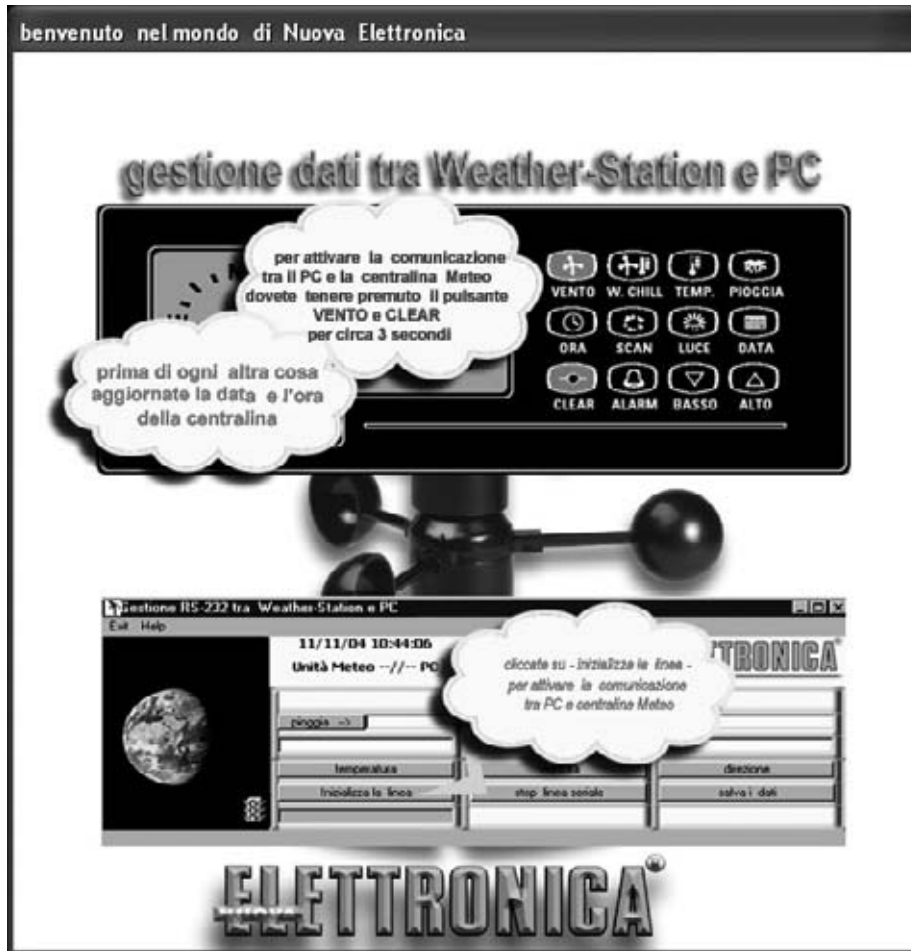 benvenuto nel mondo di Nuova Elettronica
gestione dati tra Weather-Station e PC
per attivare la comunicazione
tra il PC e la centralina Meteo
dovete tenere premuto il pulsante
VENTO e CLEAR
per circa 3 secondi
prima di ogni altra cosa
aggiornate la data e l'ora
della centralina
VENTO W. CHILL TEMP. PIOGGIA
ORA SCAN LUCE DATA
CLEAR ALARM BASSO ALTO
Gestione RS-232 tra Weather-Station e PC
Exit Help
11/11/04 10:44:06
Unità Meteo --//-- PC
TRONICA
cliccate su - inizializza la linea -
per attivare la comunicazione
tra PC e centralina Meteo
pioggia -->
temperatura direzione
Inizializza la linea stop linea seriale salva i dati
NUOVA
ELETTRONICA